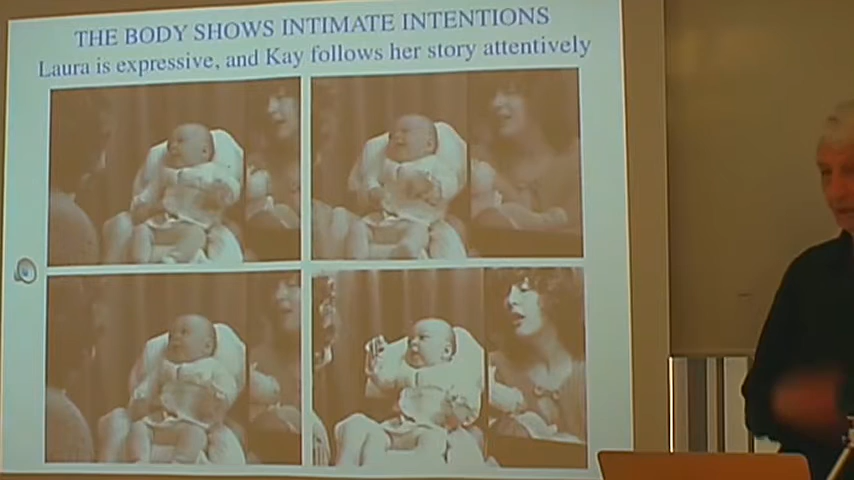 THE BODY SHOWS INTIMATE INTENTIONS
Laura is expressive, and Kay follows her story attentively